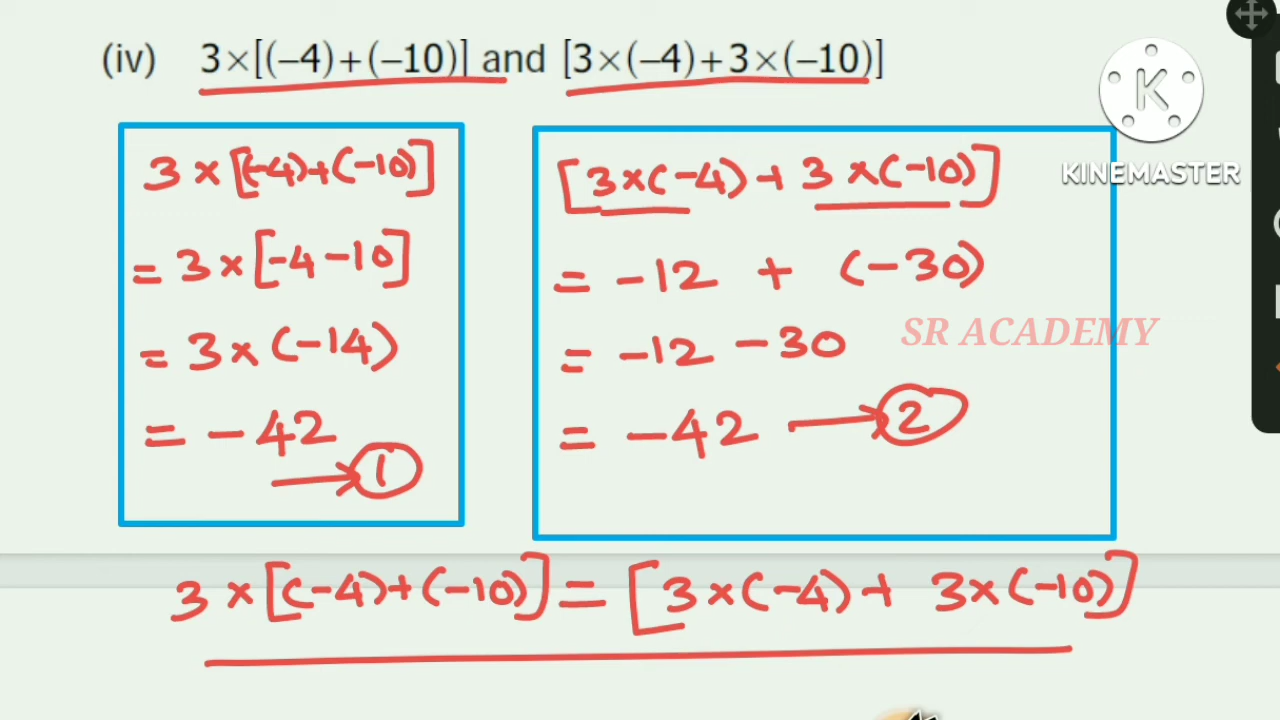 (iv) 3×[(–4)+(–10)] and [3×(–4)+3×(–10)]
K
KINEMASTER
3 × [(-4)+(-10)]
= 3 × [-4 -10]
= 3 × (-14)
= -42
→ 1
[3×(-4) + 3 ×(-10)]
= -12 + (-30)
= -12 -30
= -42 → 2
SR ACADEMY
3 × [(-4)+(-10)] = [3×(-4)+ 3×(-10)]